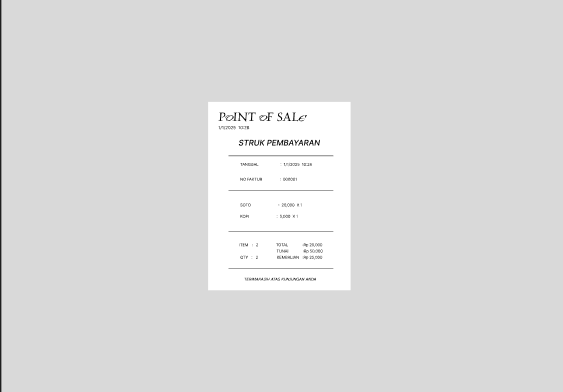 POINT OF SALE
1/1/2025 10:26
STRUK PEMBAYARAN
TANGGAL : 1/1/2025 10:26
NO FAKTUR : 000001
SOTO : 20,000 X 1
KOPI : 5,000 X 1
ITEM : 2 TOTAL :Rp 25,000
TUNAI :Rp 50,000
QTY : 2 KEMBALIAN :Rp 25,000
TERIMAKASIH ATAS KUNJUNGAN ANDA